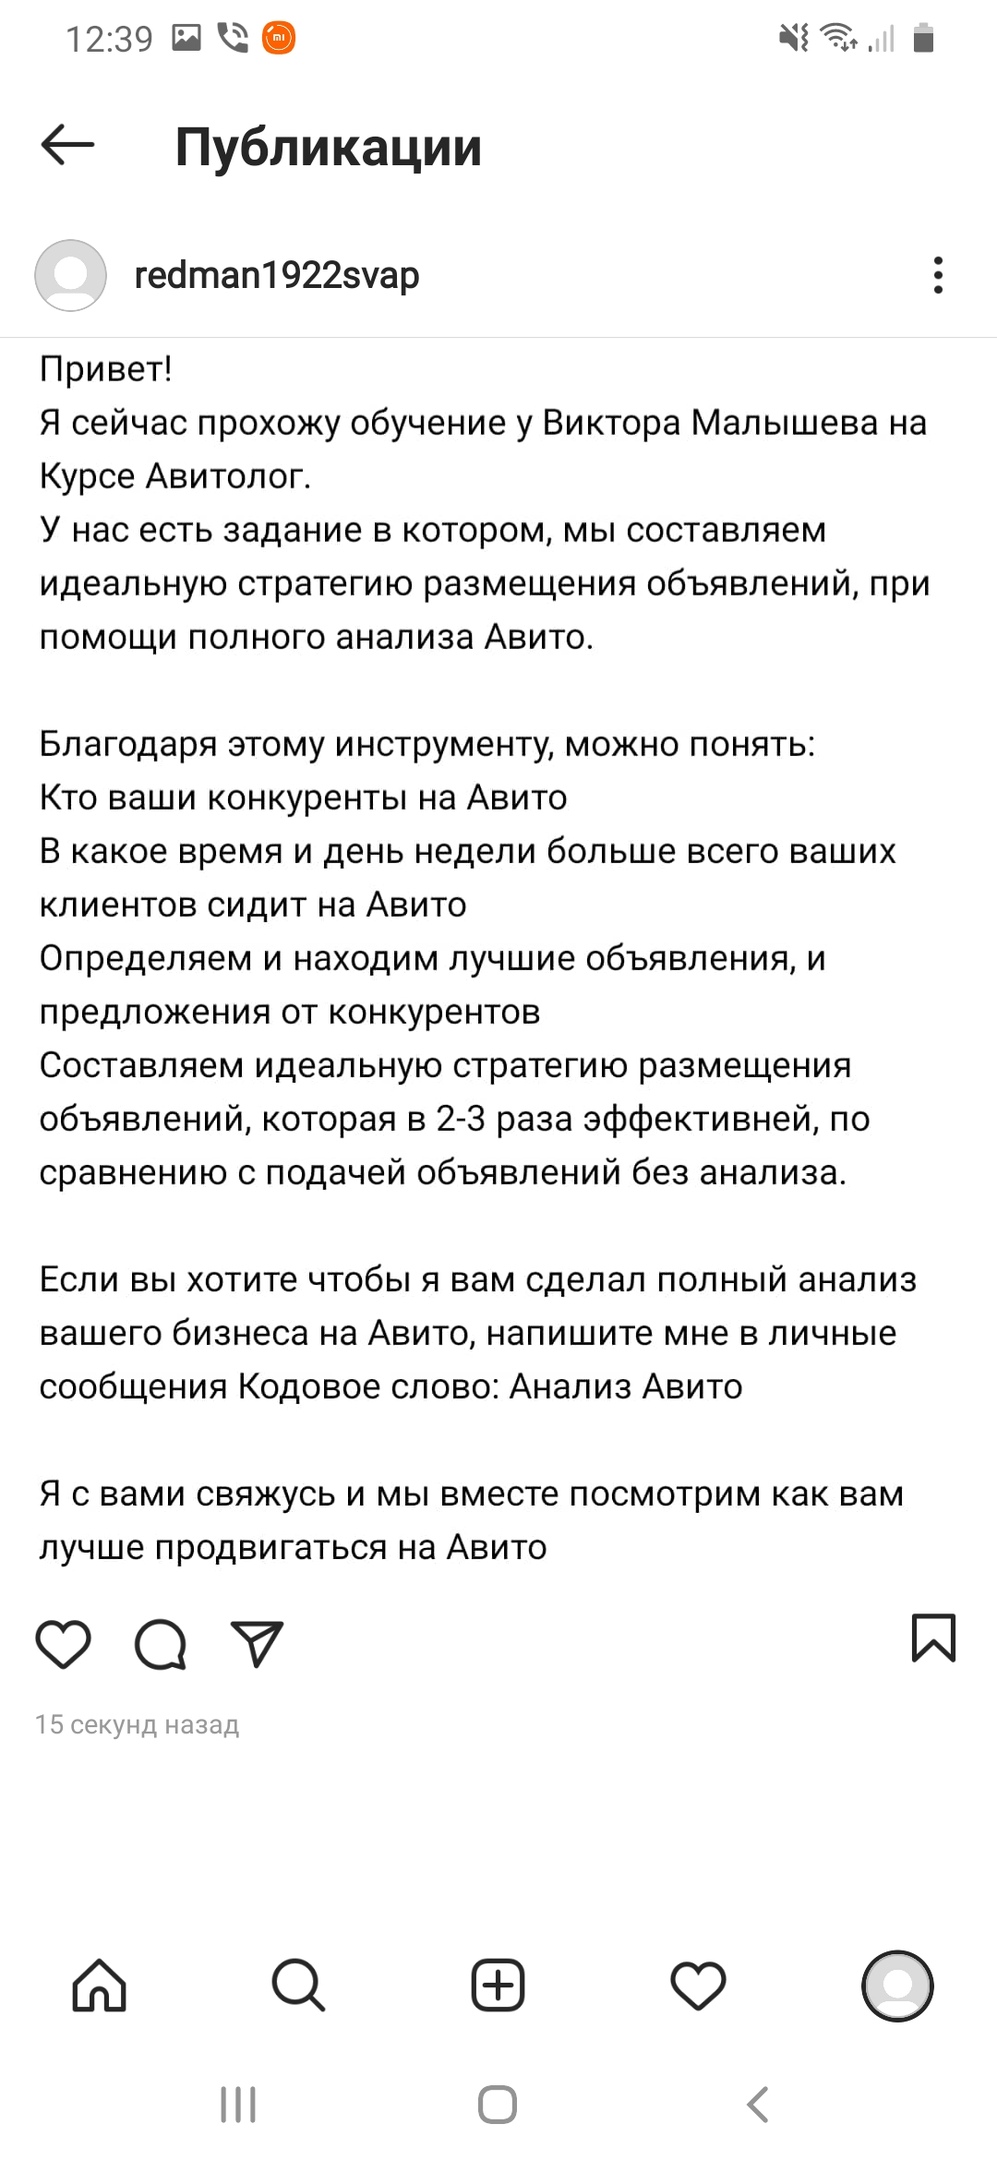 12:39
Публикации
redman1922svap
Привет!
Я сейчас прохожу обучение у Виктора Малышева на
Курсе Авитолог.
У нас есть задание в котором, мы составляем
идеальную стратегию размещения объявлений, при
помощи полного анализа Авито.
Благодаря этому инструменту, можно понять:
Кто ваши конкуренты на Авито
В какое время и день недели больше всего ваших
клиентов сидит на Авито
Определяем и находим лучшие объявления, и
предложения от конкурентов
Составляем идеальную стратегию размещения
объявлений, которая в 2-3 раза эффективней, по
сравнению с подачей объявлений без анализа.
Если вы хотите чтобы я вам сделал полный анализ
вашего бизнеса на Авито, напишите мне в личные
сообщения Кодовое слово: Анализ Авито
Я с вами свяжусь и мы вместе посмотрим как вам
лучше продвигаться на Авито
15 секунд назад